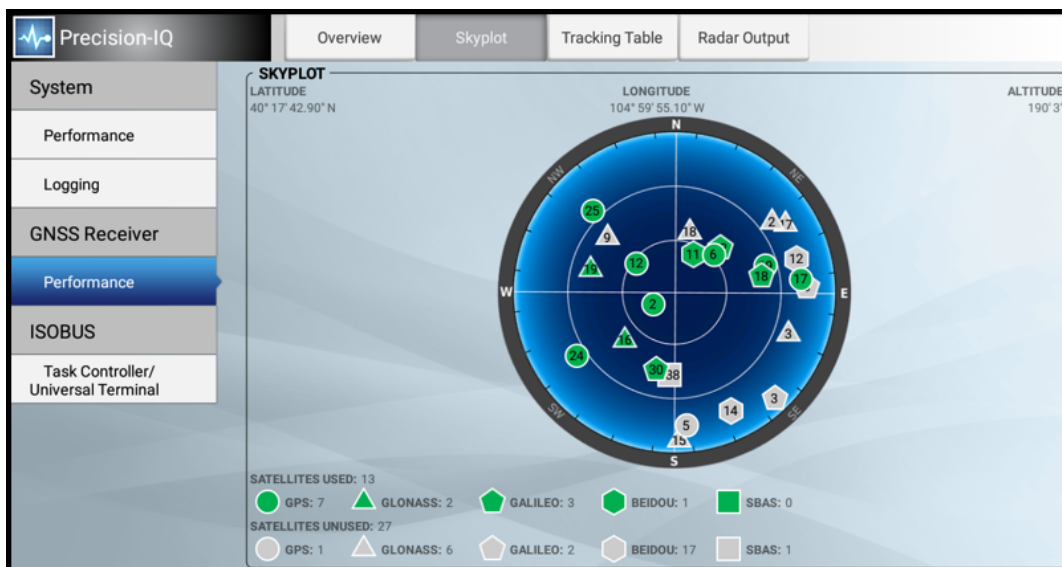 Precision-IQ
Overview
Skyplot
Tracking Table
Radar Output
System
Performance
Logging
GNSS Receiver
Performance
ISOBUS
Task Controller/
Universal Terminal
SKYPLOT
LATITUDE
40° 17' 42.90" N
LONGITUDE
104° 59' 55.10" W
ALTITUDE
190' 3"
N
NW
NE
25
9
18
2
17
12
11
6
12
19
18
17
W
E
2
16
3
24
30
38
3
14
5
15
SW
SE
S
SATELLITES USED: 13
GPS: 7
GLONASS: 2
GALILEO: 3
BEIDOU: 1
SBAS: 0
SATELLITES UNUSED: 27
GPS: 1
GLONASS: 6
GALILEO: 2
BEIDOU: 17
SBAS: 1